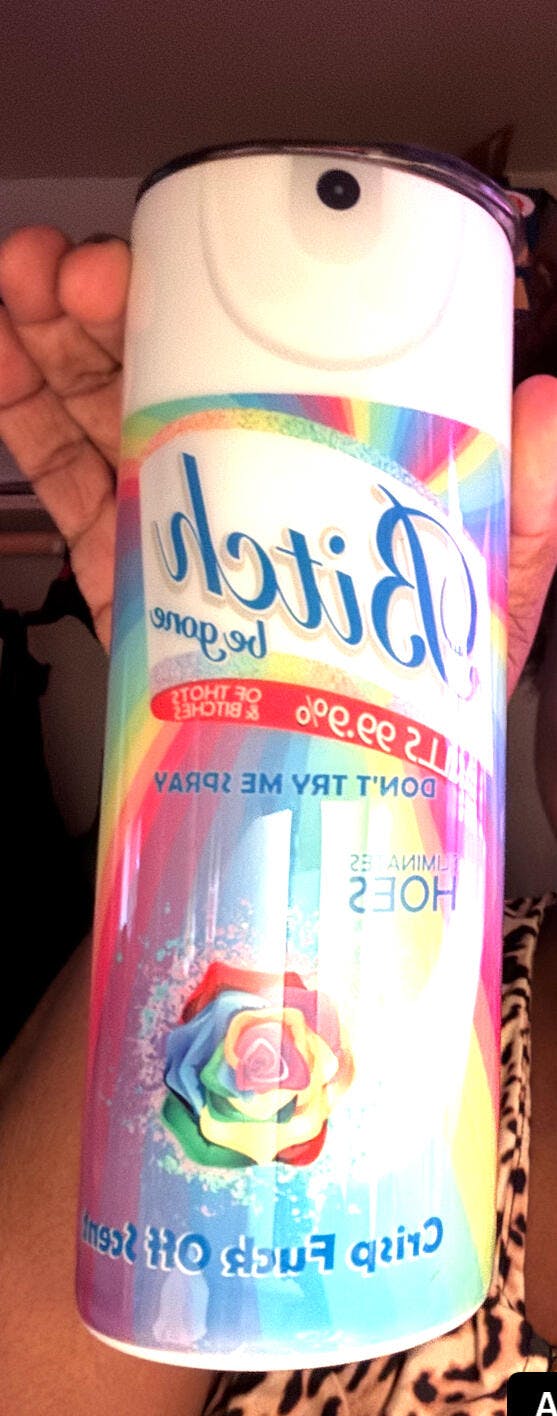 Bitch
be gone
KILLS 99.9% OF THOTS & BITCHES
DON'T TRY ME SPRAY
ELIMINATES
HOES
Crisp Fuck Off Scent
A